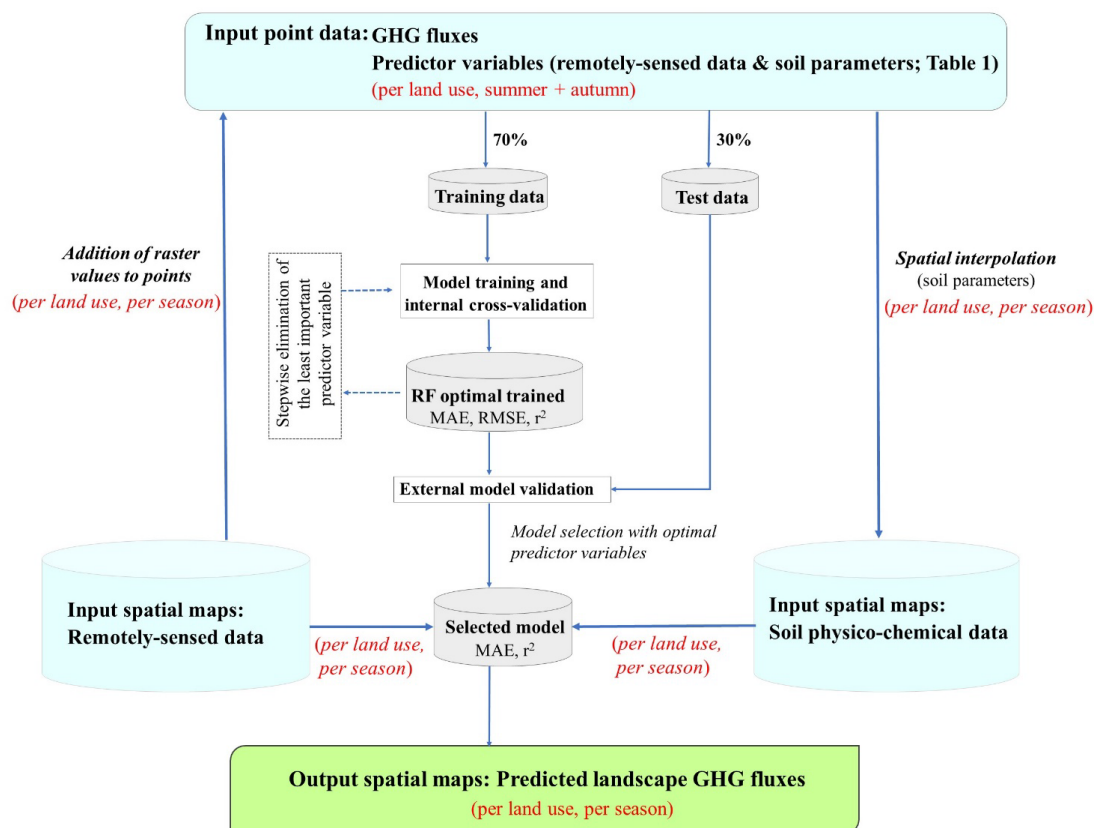 Input point data: GHG fluxes
Predictor variables (remotely-sensed data & soil parameters; Table 1)
(per land use, summer + autumn)
70%
30%
Training data
Test data
Addition of raster
values to points
(per land use, per season)
Spatial interpolation
(soil parameters)
(per land use, per season)
Stepwise elimination of
the least important
predictor variable
Model training and
internal cross-validation
RF optimal trained
MAE, RMSE, r²
External model validation
Model selection with optimal
predictor variables
Input spatial maps:
Remotely-sensed data
(per land use,
per season)
Selected model
MAE, r²
(per land use,
per season)
Input spatial maps:
Soil physico-chemical data
Output spatial maps: Predicted landscape GHG fluxes
(per land use, per season)